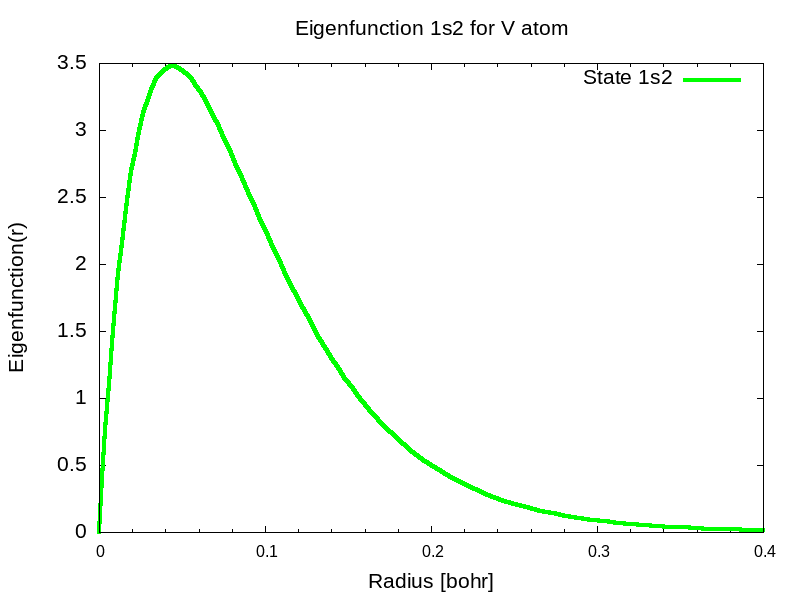 Eigenfunction 1s2 for V atom
State 1s2
Eigenfunction(r)
3.5
3
2.5
2
1.5
1
0.5
0
0 0.1 0.2 0.3 0.4
Radius [bohr]